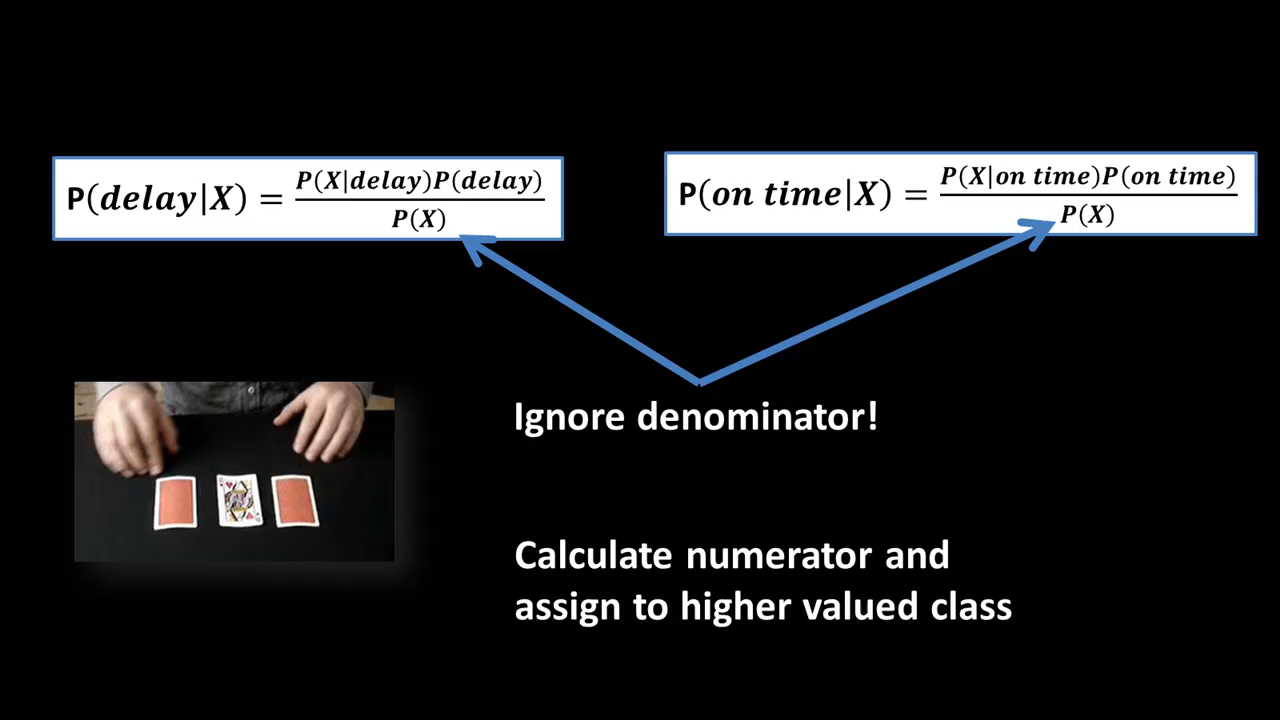 P(delay|X) = P(X|delay)P(delay) / P(X)
P(on time|X) = P(X|on time)P(on time) / P(X)
Ignore denominator!
Calculate numerator and
assign to higher valued class